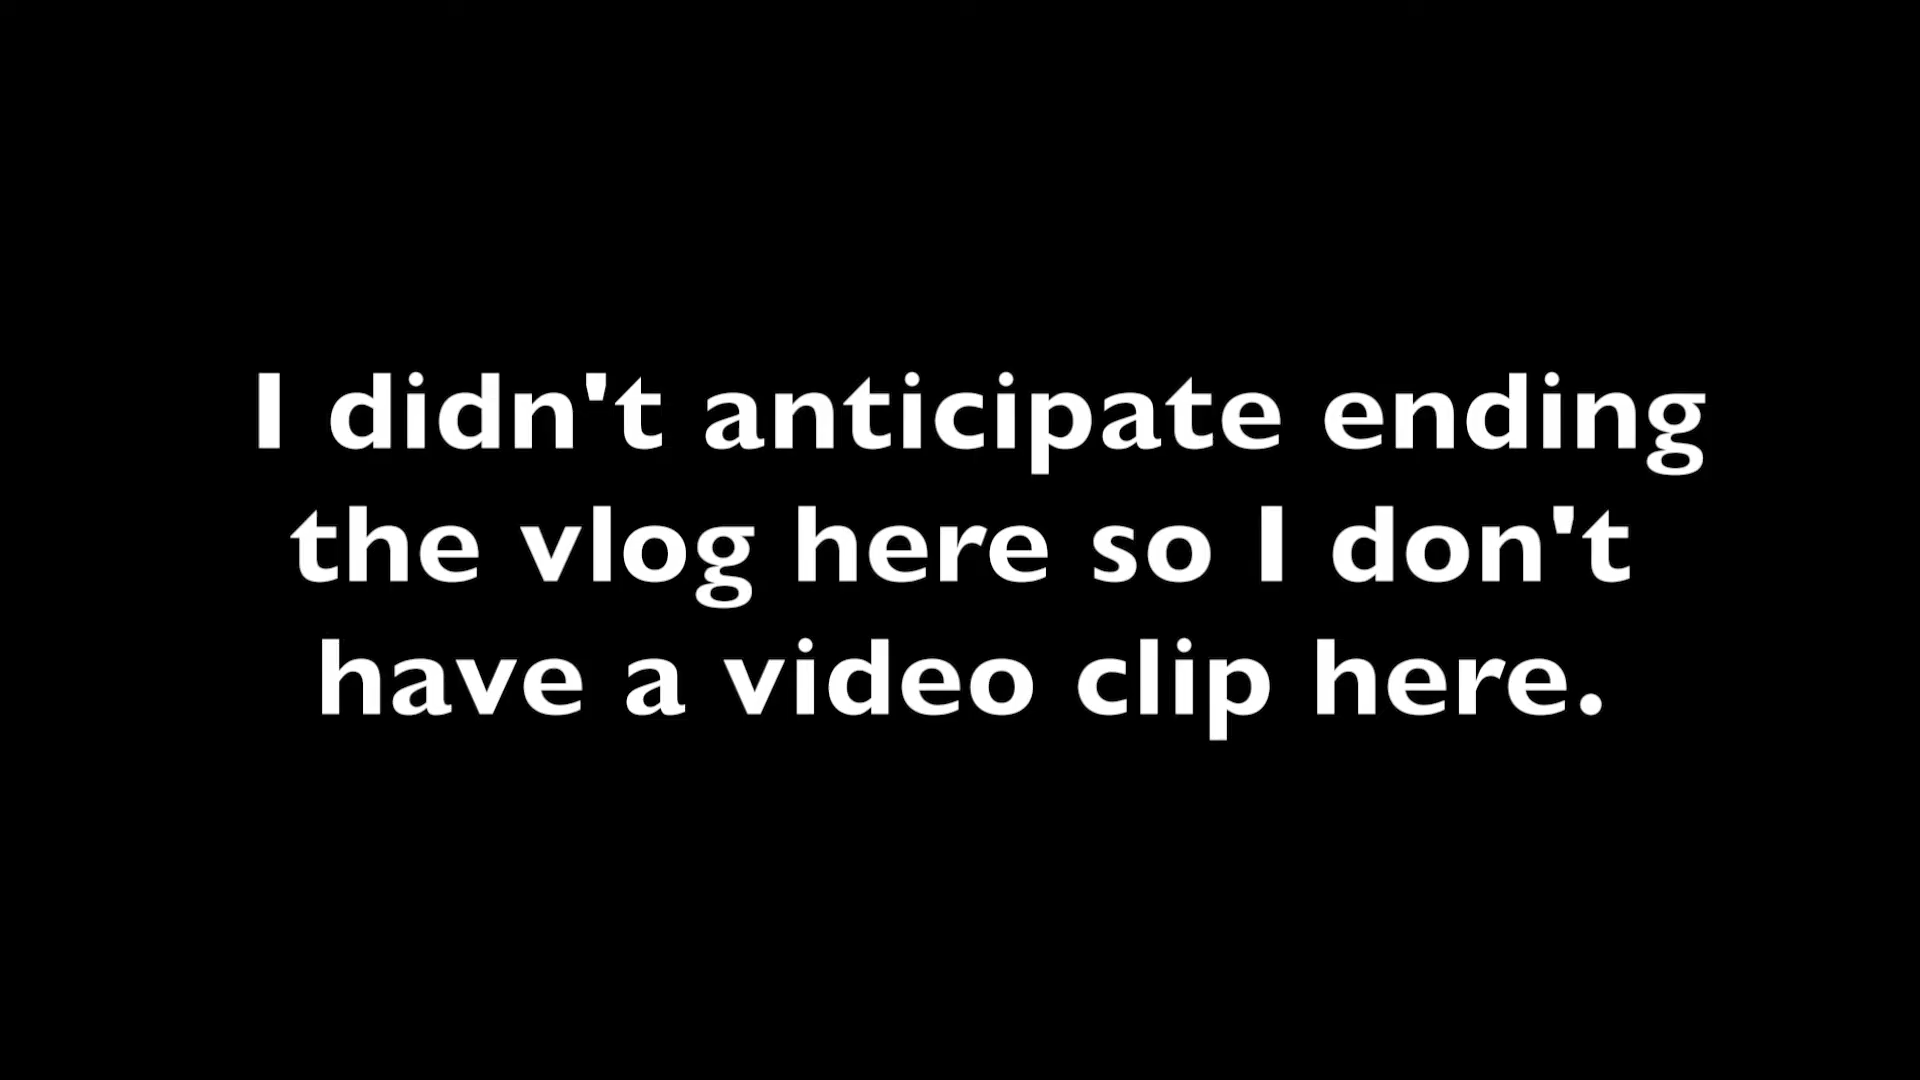 I didn't anticipate ending
the vlog here so I don't
have a video clip here.